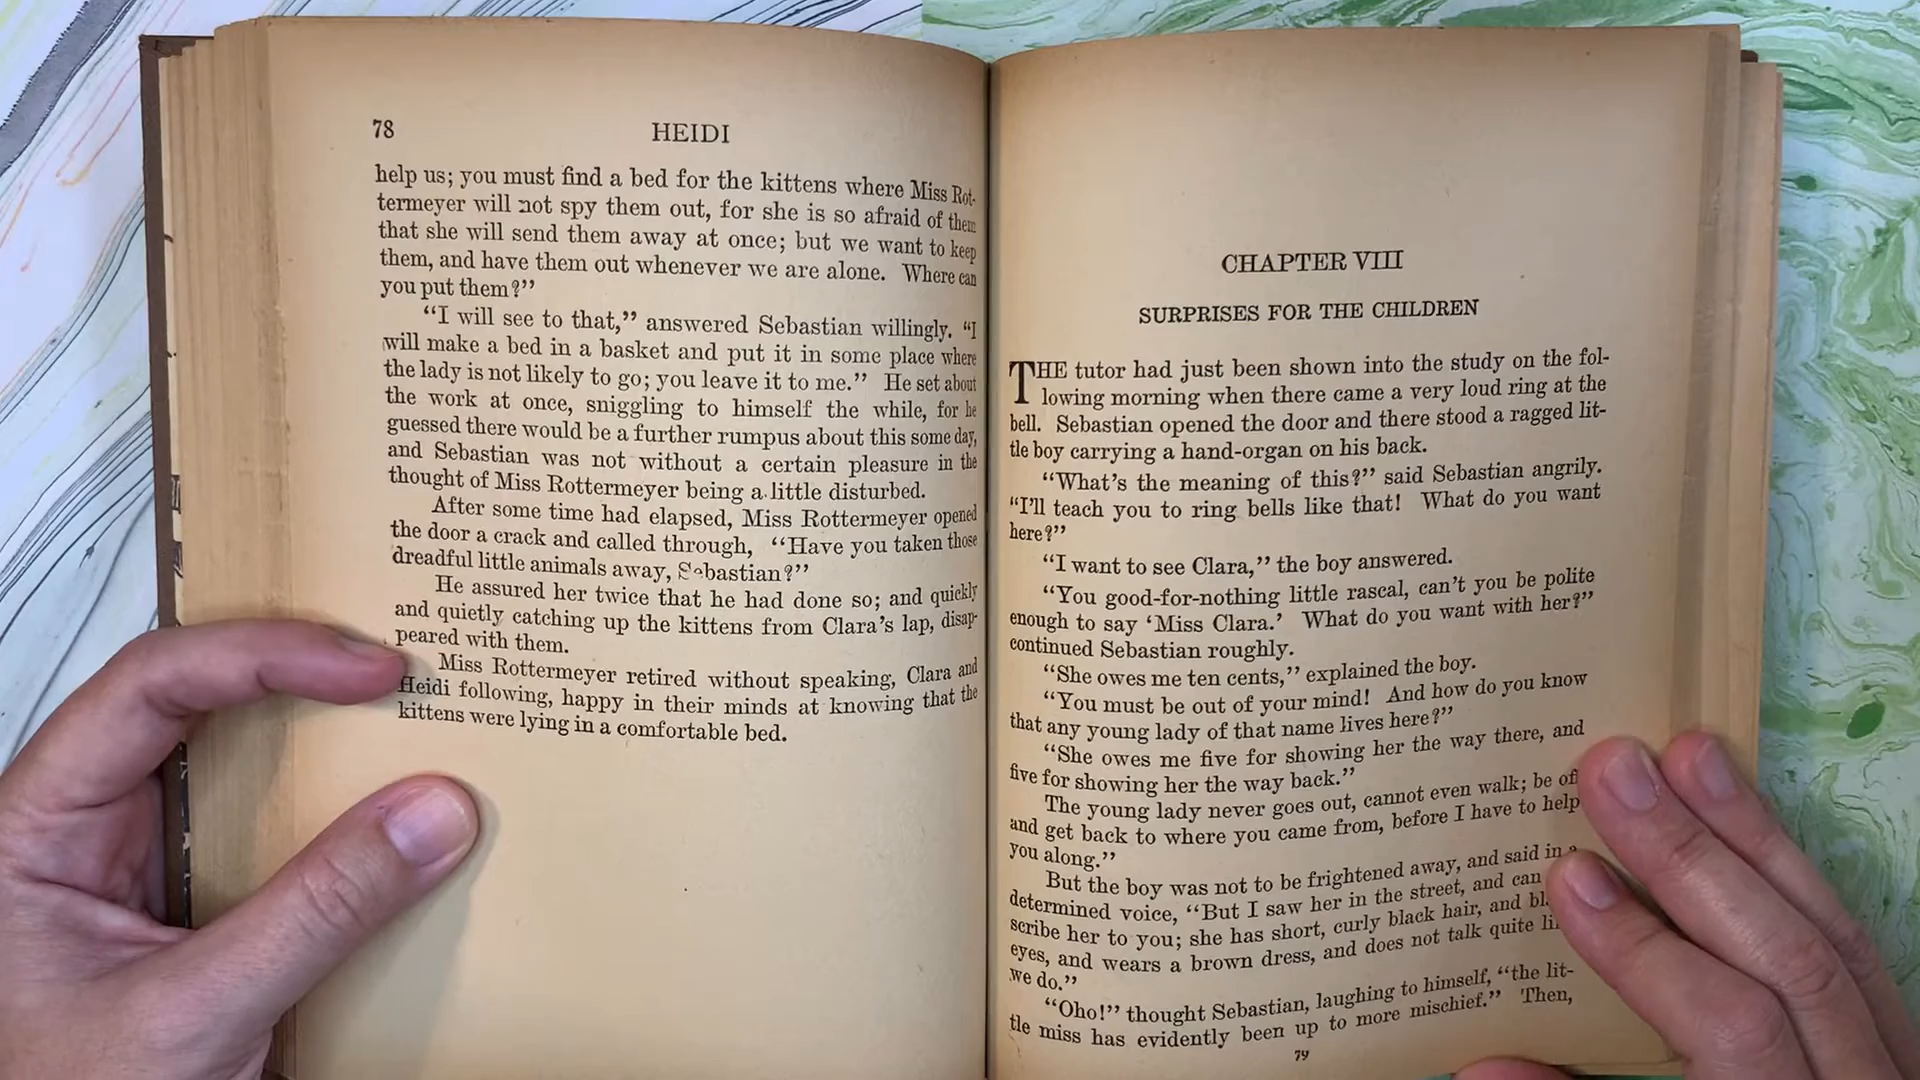 78
HEIDI
help us; you must find a bed for the kittens where Miss Rot-
termeyer will not spy them out, for she is so afraid of them
that she will send them away at once; but we want to keep
them, and have them out whenever we are alone. Where can
you put them?”
“I will see to that,” answered Sebastian willingly. “I
will make a bed in a basket and put it in some place where
the lady is not likely to go; you leave it to me.” He set about
the work at once, sniggling to himself the while, for he
guessed there would be a further rumpus about this some day,
and Sebastian was not without a certain pleasure in the
thought of Miss Rottermeyer being a little disturbed.
After some time had elapsed, Miss Rottermeyer opened
the door a crack and called through, “Have you taken those
dreadful little animals away, Sebastian?”
He assured her twice that he had done so; and quickly
and quietly catching up the kittens from Clara’s lap, disap-
peared with them.
Miss Rottermeyer retired without speaking, Clara and
Heidi following, happy in their minds at knowing that the
kittens were lying in a comfortable bed.
CHAPTER VIII
SURPRISES FOR THE CHILDREN
THE tutor had just been shown into the study on the fol-
lowing morning when there came a very loud ring at the
bell. Sebastian opened the door and there stood a ragged lit-
tle boy carrying a hand-organ on his back.
“What’s the meaning of this?” said Sebastian angrily.
“I’ll teach you to ring bells like that! What do you want
here?”
“I want to see Clara,” the boy answered.
“You good-for-nothing little rascal, can’t you be polite
enough to say ‘Miss Clara.’ What do you want with her?”
continued Sebastian roughly.
“She owes me ten cents,” explained the boy.
“You must be out of your mind! And how do you know
that any young lady of that name lives here?”
“She owes me five for showing her the way there, and
five for showing her the way back.”
The young lady never goes out, cannot even walk; be off
and get back to where you came from, before I have to help
you along.”
But the boy was not to be frightened away, and said in a
determined voice, “But I saw her in the street, and can
scribe her to you; she has short, curly black hair, and
eyes, and wears a brown dress, and does not talk quite
we do.”
“Oho!” thought Sebastian, laughing to himself, “the lit-
tle miss has evidently been up to more mischief.” Then,
79